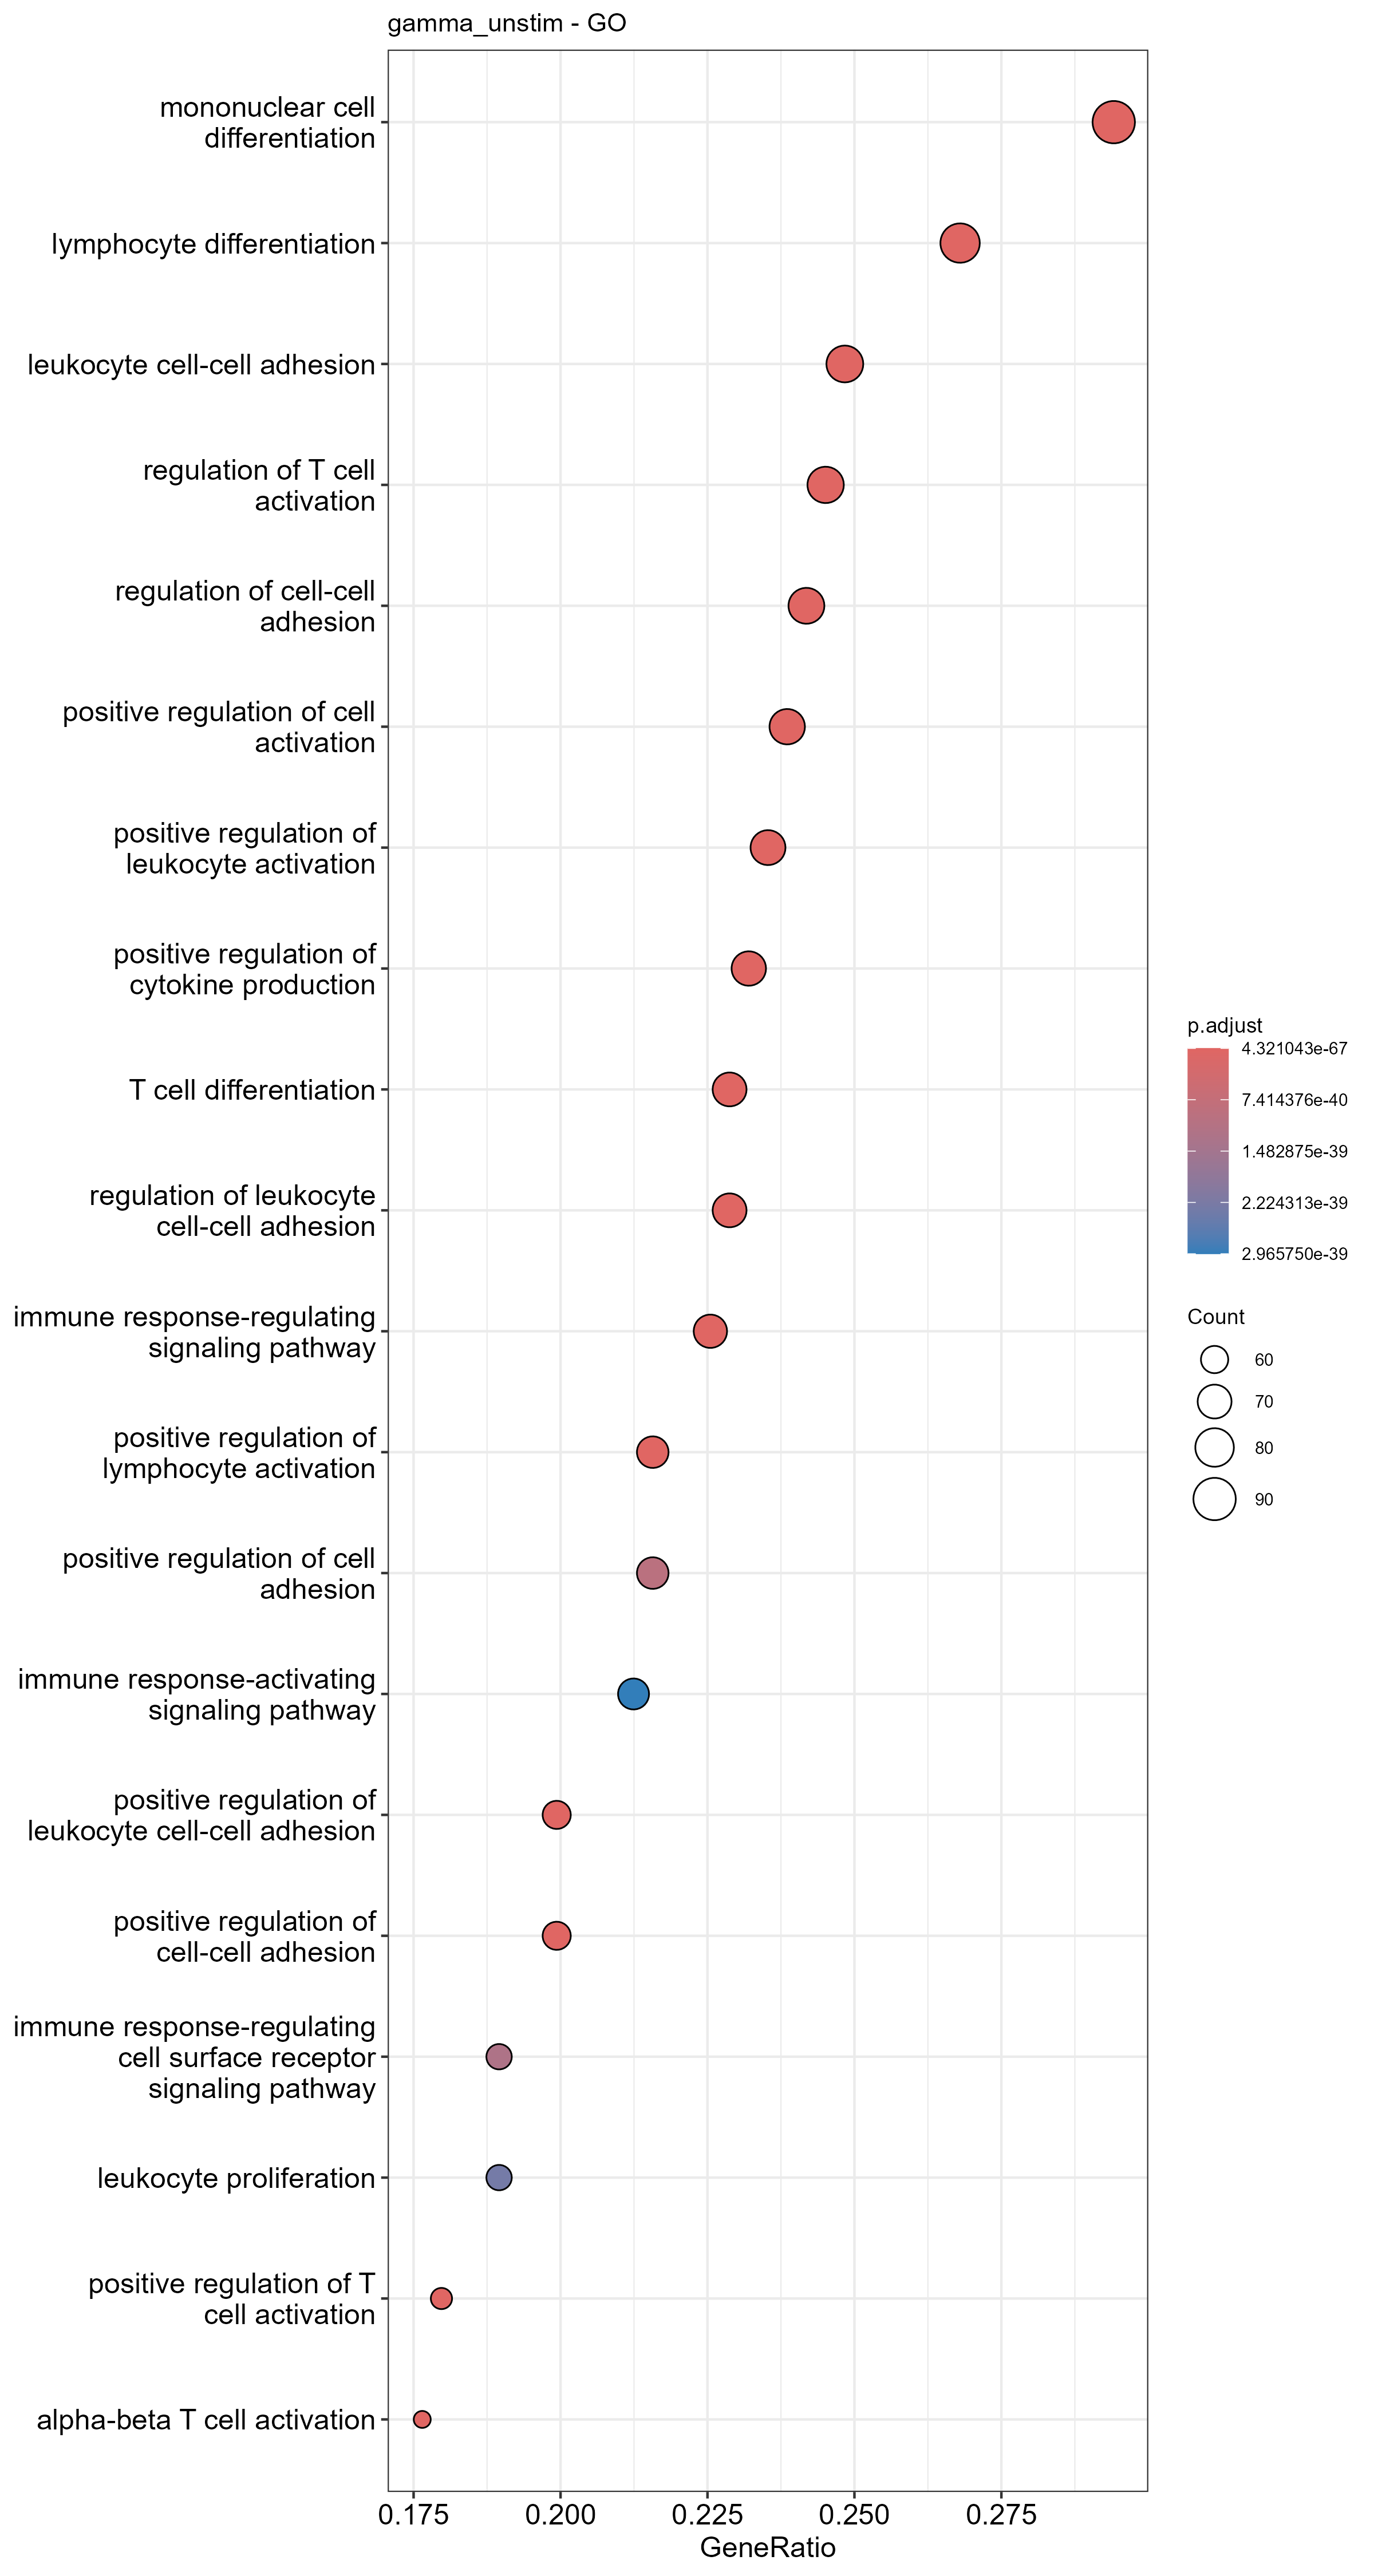 gamma_unstim - GO
mononuclear cell
differentiation
lymphocyte differentiation
leukocyte cell-cell adhesion
regulation of T cell
activation
regulation of cell-cell
adhesion
positive regulation of cell
activation
positive regulation of
leukocyte activation
positive regulation of
cytokine production
T cell differentiation
regulation of leukocyte
cell-cell adhesion
immune response-regulating
signaling pathway
positive regulation of
lymphocyte activation
positive regulation of cell
adhesion
immune response-activating
signaling pathway
positive regulation of
leukocyte cell-cell adhesion
positive regulation of
cell-cell adhesion
immune response-regulating
cell surface receptor
signaling pathway
leukocyte proliferation
positive regulation of T
cell activation
alpha-beta T cell activation
0.175 0.200 0.225 0.250 0.275
GeneRatio
p.adjust
4.321043e-67
7.414376e-40
1.482875e-39
2.224313e-39
2.965750e-39
Count
60
70
80
90